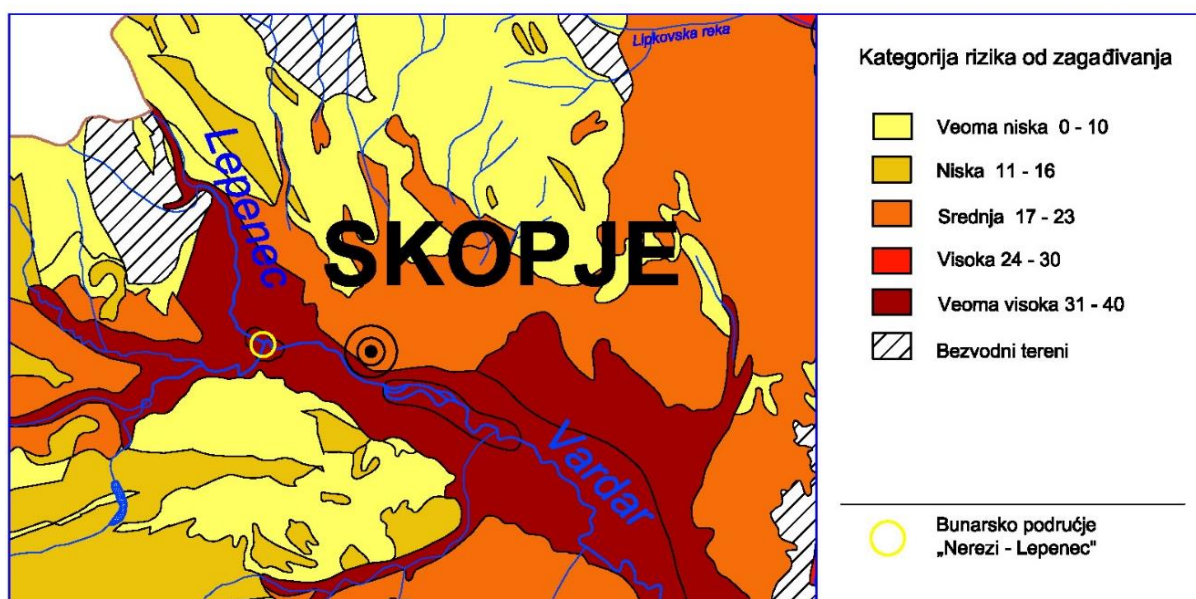 Lipkovska reka
Lepenec
SKOPJE
Vardar
Kategorija rizika od zagađivanja
Veoma niska 0 - 10
Niska 11 - 16
Srednja 17 - 23
Visoka 24 - 30
Veoma visoka 31 - 40
Bezvodni tereni
Bunarsko područje
„Nerezi - Lepenec"